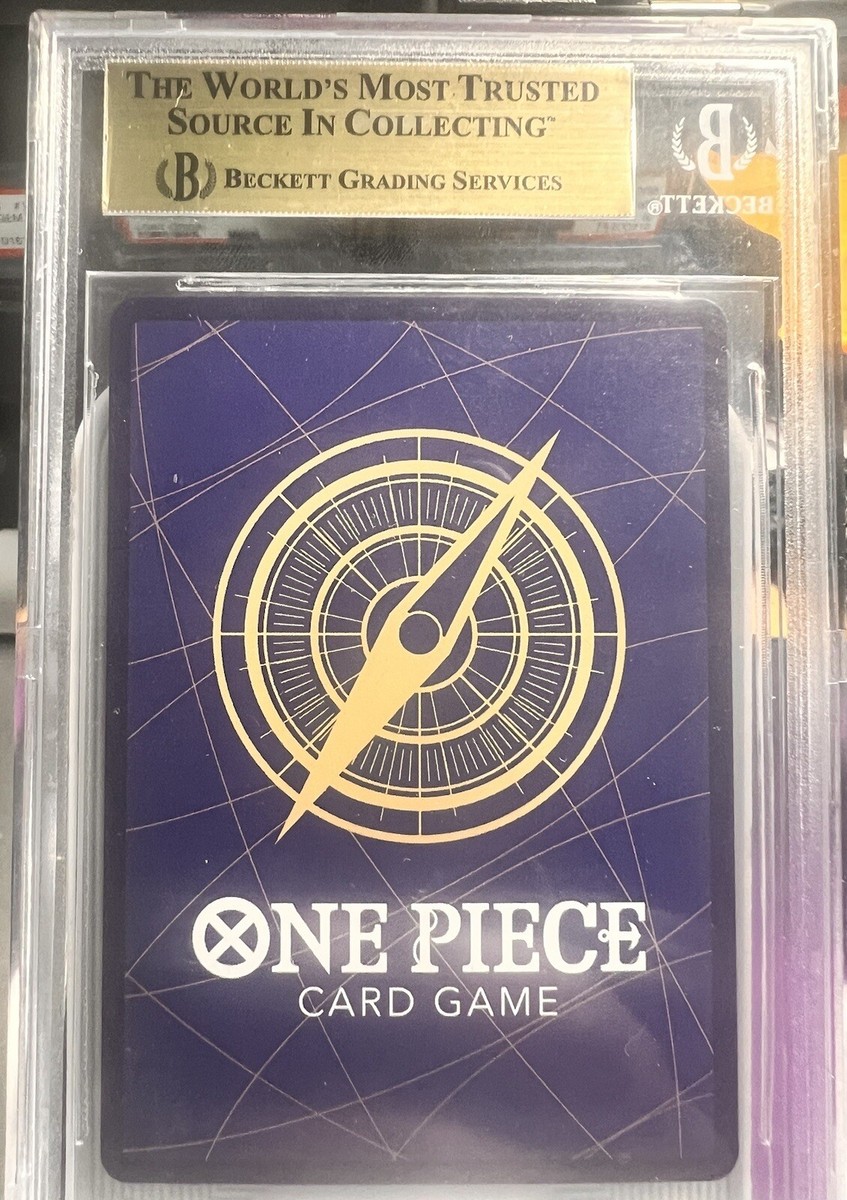 THE WORLD'S MOST TRUSTED
SOURCE IN COLLECTING™
B BECKETT GRADING SERVICES
B
BECKETT®
ONE PIECE
CARD GAME